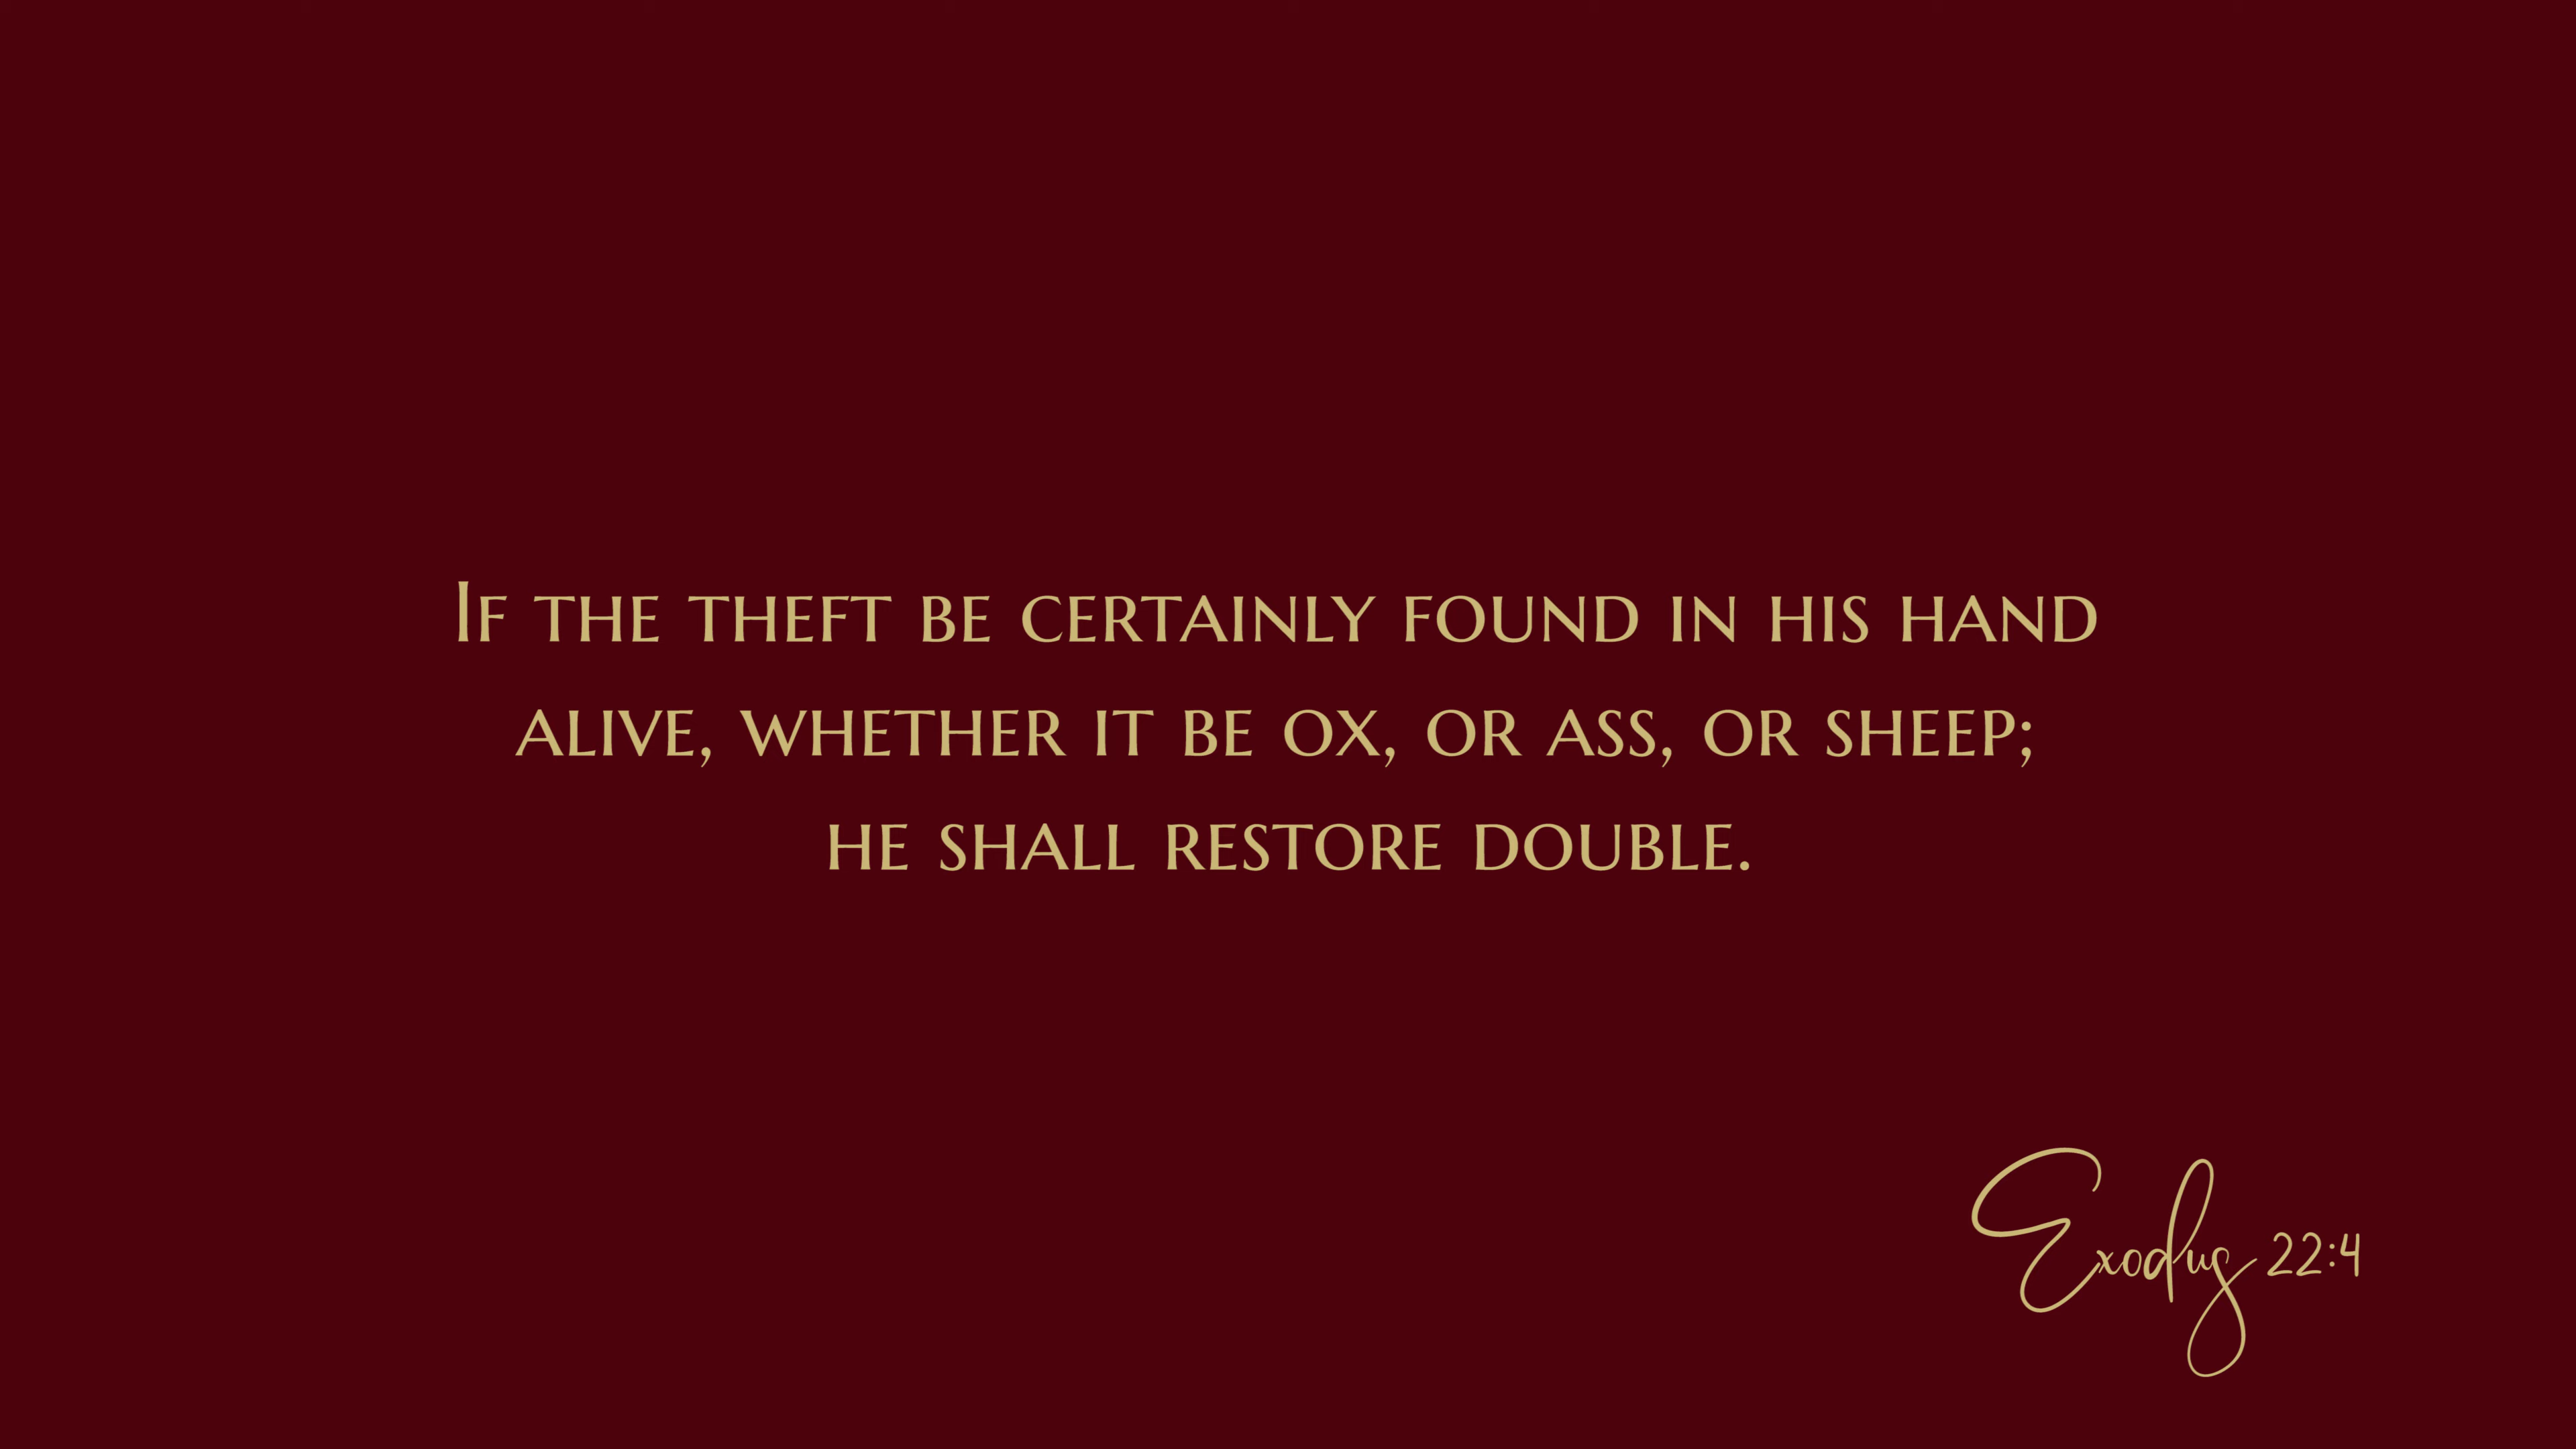 If the theft be certainly found in his hand
alive, whether it be ox, or ass, or sheep;
he shall restore double.
Exodus 22:4